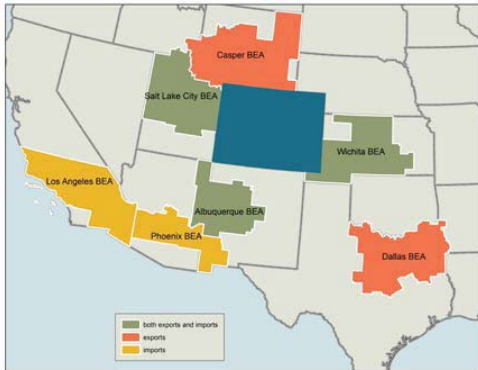 Casper BEA
Salt Lake City BEA
Wichita BEA
Los Angeles BEA
Albuquerque BEA
Phoenix BEA
Dallas BEA
both exports and imports
exports
imports